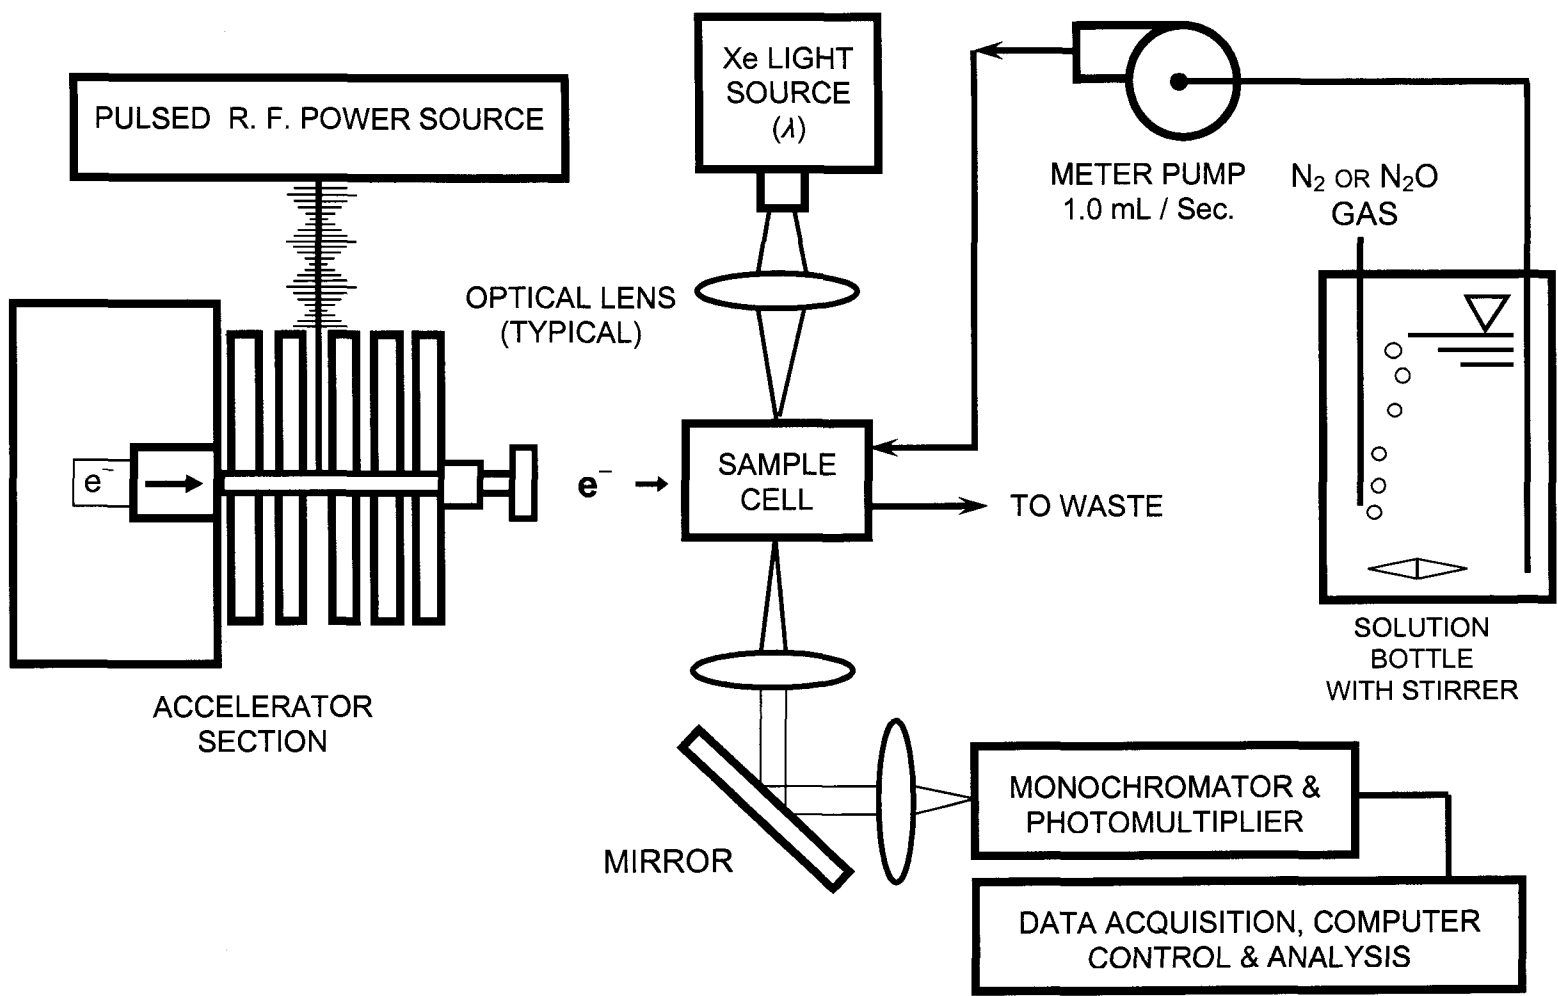 PULSED R. F. POWER SOURCE
Xe LIGHT
SOURCE
(λ)
METER PUMP
1.0 mL / Sec.
N₂ OR N₂O
GAS
OPTICAL LENS
(TYPICAL)
e⁻
e⁻
SAMPLE
CELL
TO WASTE
SOLUTION
BOTTLE
WITH STIRRER
ACCELERATOR
SECTION
MIRROR
MONOCHROMATOR &
PHOTOMULTIPLIER
DATA ACQUISITION, COMPUTER
CONTROL & ANALYSIS